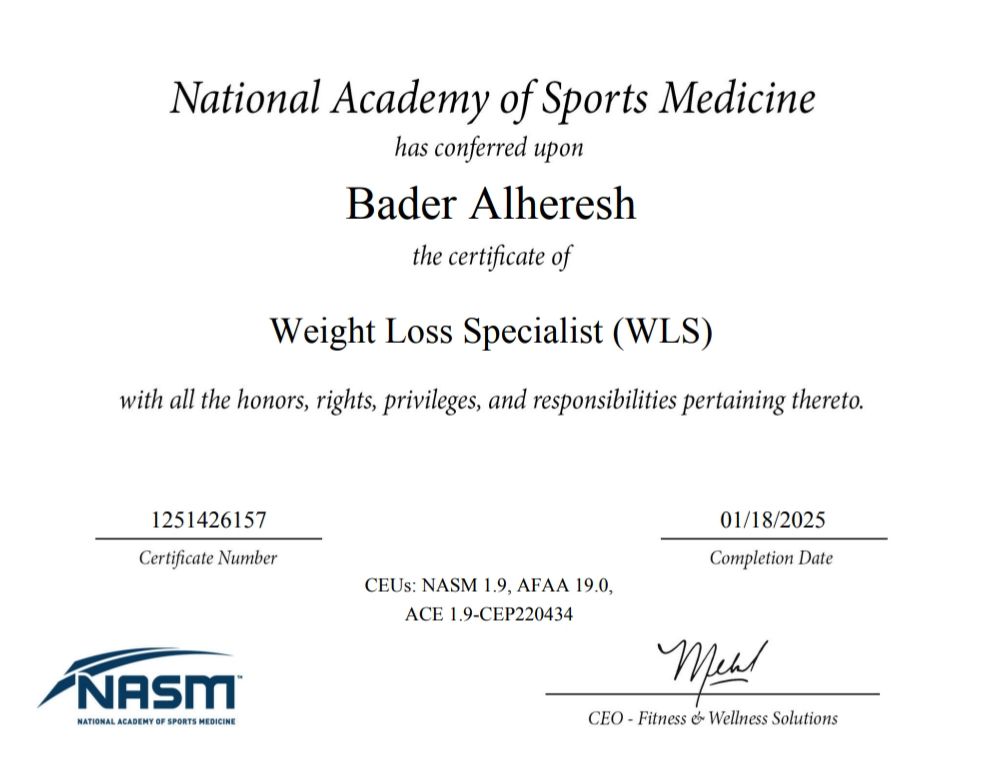 National Academy of Sports Medicine
has conferred upon
Bader Alheresh
the certificate of
Weight Loss Specialist (WLS)
with all the honors, rights, privileges, and responsibilities pertaining thereto.
1251426157
Certificate Number
01/18/2025
Completion Date
CEUs: NASM 1.9, AFAA 19.0,
ACE 1.9-CEP220434
NASM™
NATIONAL ACADEMY OF SPORTS MEDICINE
CEO - Fitness & Wellness Solutions